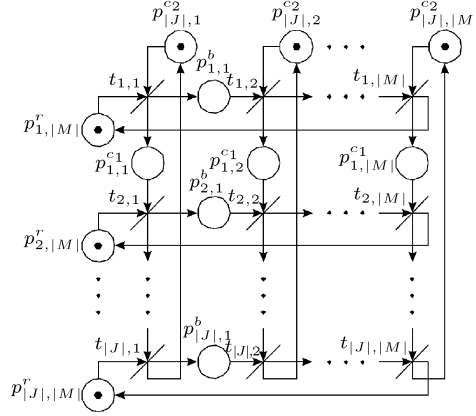 p^{c_2}_{|J|,1} p^{c_2}_{|J|,2} p^{c_2}_{|J|,|M|}
p^b_{1,1}
t_{1,1} t_{1,2} t_{1,|M|}
p^r_{1,|M|}
p^{c_1}_{1,1} p^{c_1}_{1,2} p^{c_1}_{1,|M|}
p^b_{2,1}
t_{2,1} t_{2,2} t_{2,|M|}
p^r_{2,|M|}
p^b_{|J|,1}
t_{|J|,1} t_{|J|,2} t_{|J|,|M|}
p^r_{|J|,|M|}